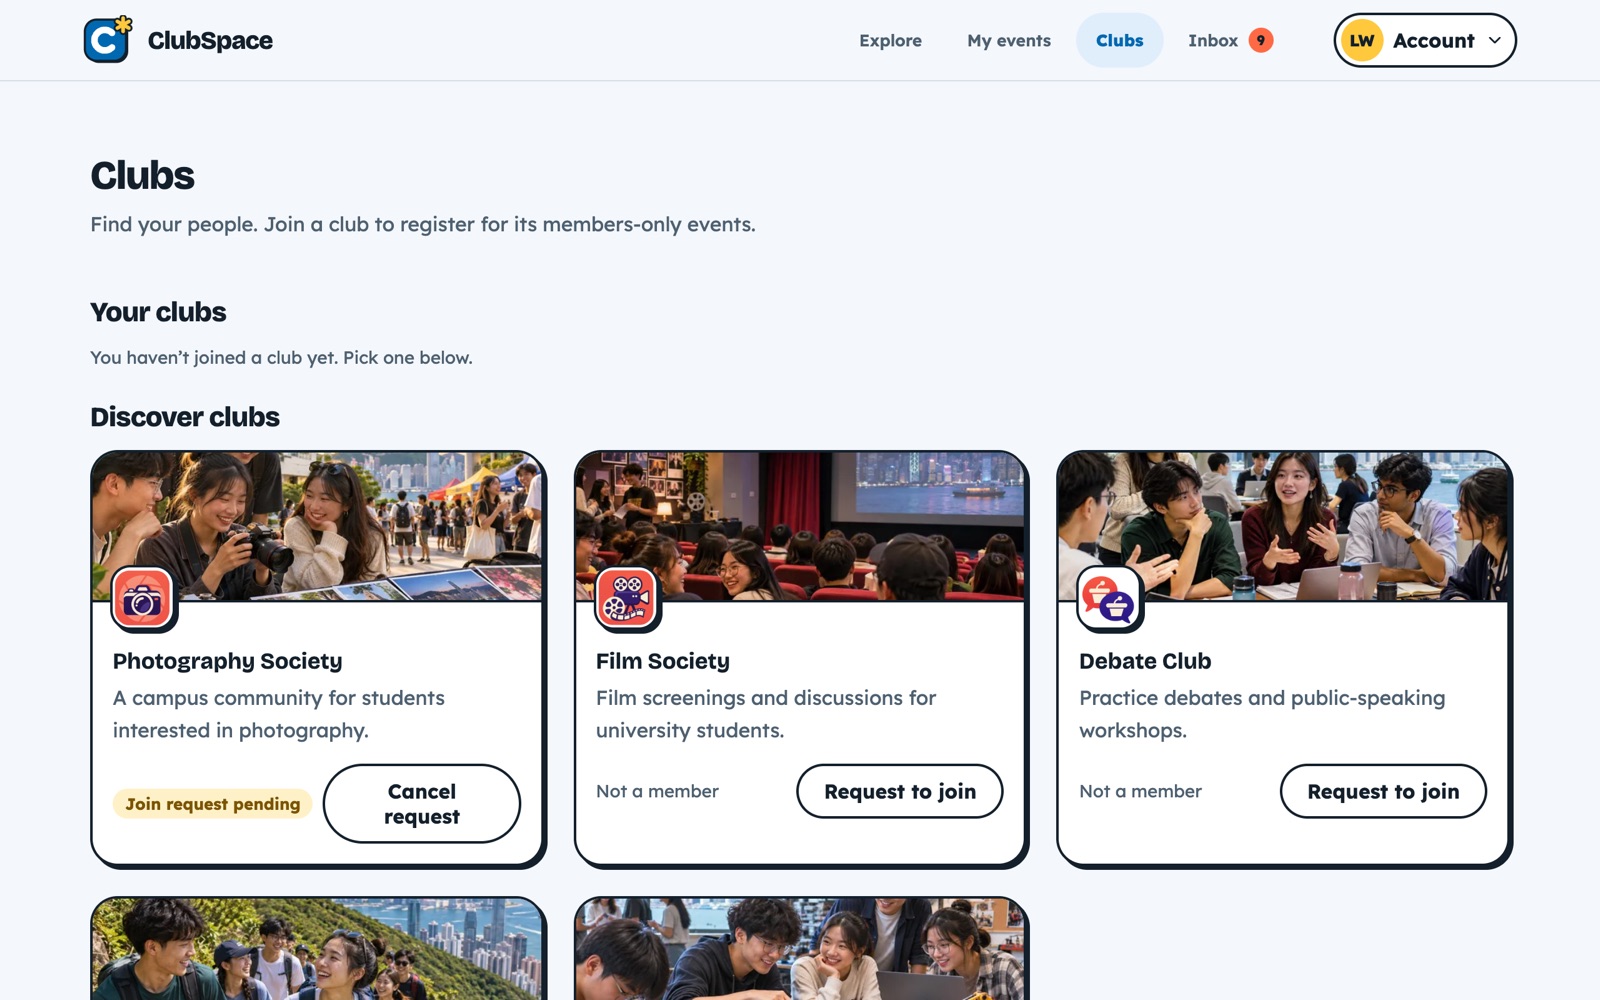 C
ClubSpace
Explore
My events
Clubs
Inbox 9
LW Account
Clubs
Find your people. Join a club to register for its members-only events.
Your clubs
You haven’t joined a club yet. Pick one below.
Discover clubs
Photography Society
A campus community for students
interested in photography.
Join request pending
Cancel
request
Film Society
Film screenings and discussions for
university students.
Not a member
Request to join
Debate Club
Practice debates and public-speaking
workshops.
Not a member
Request to join